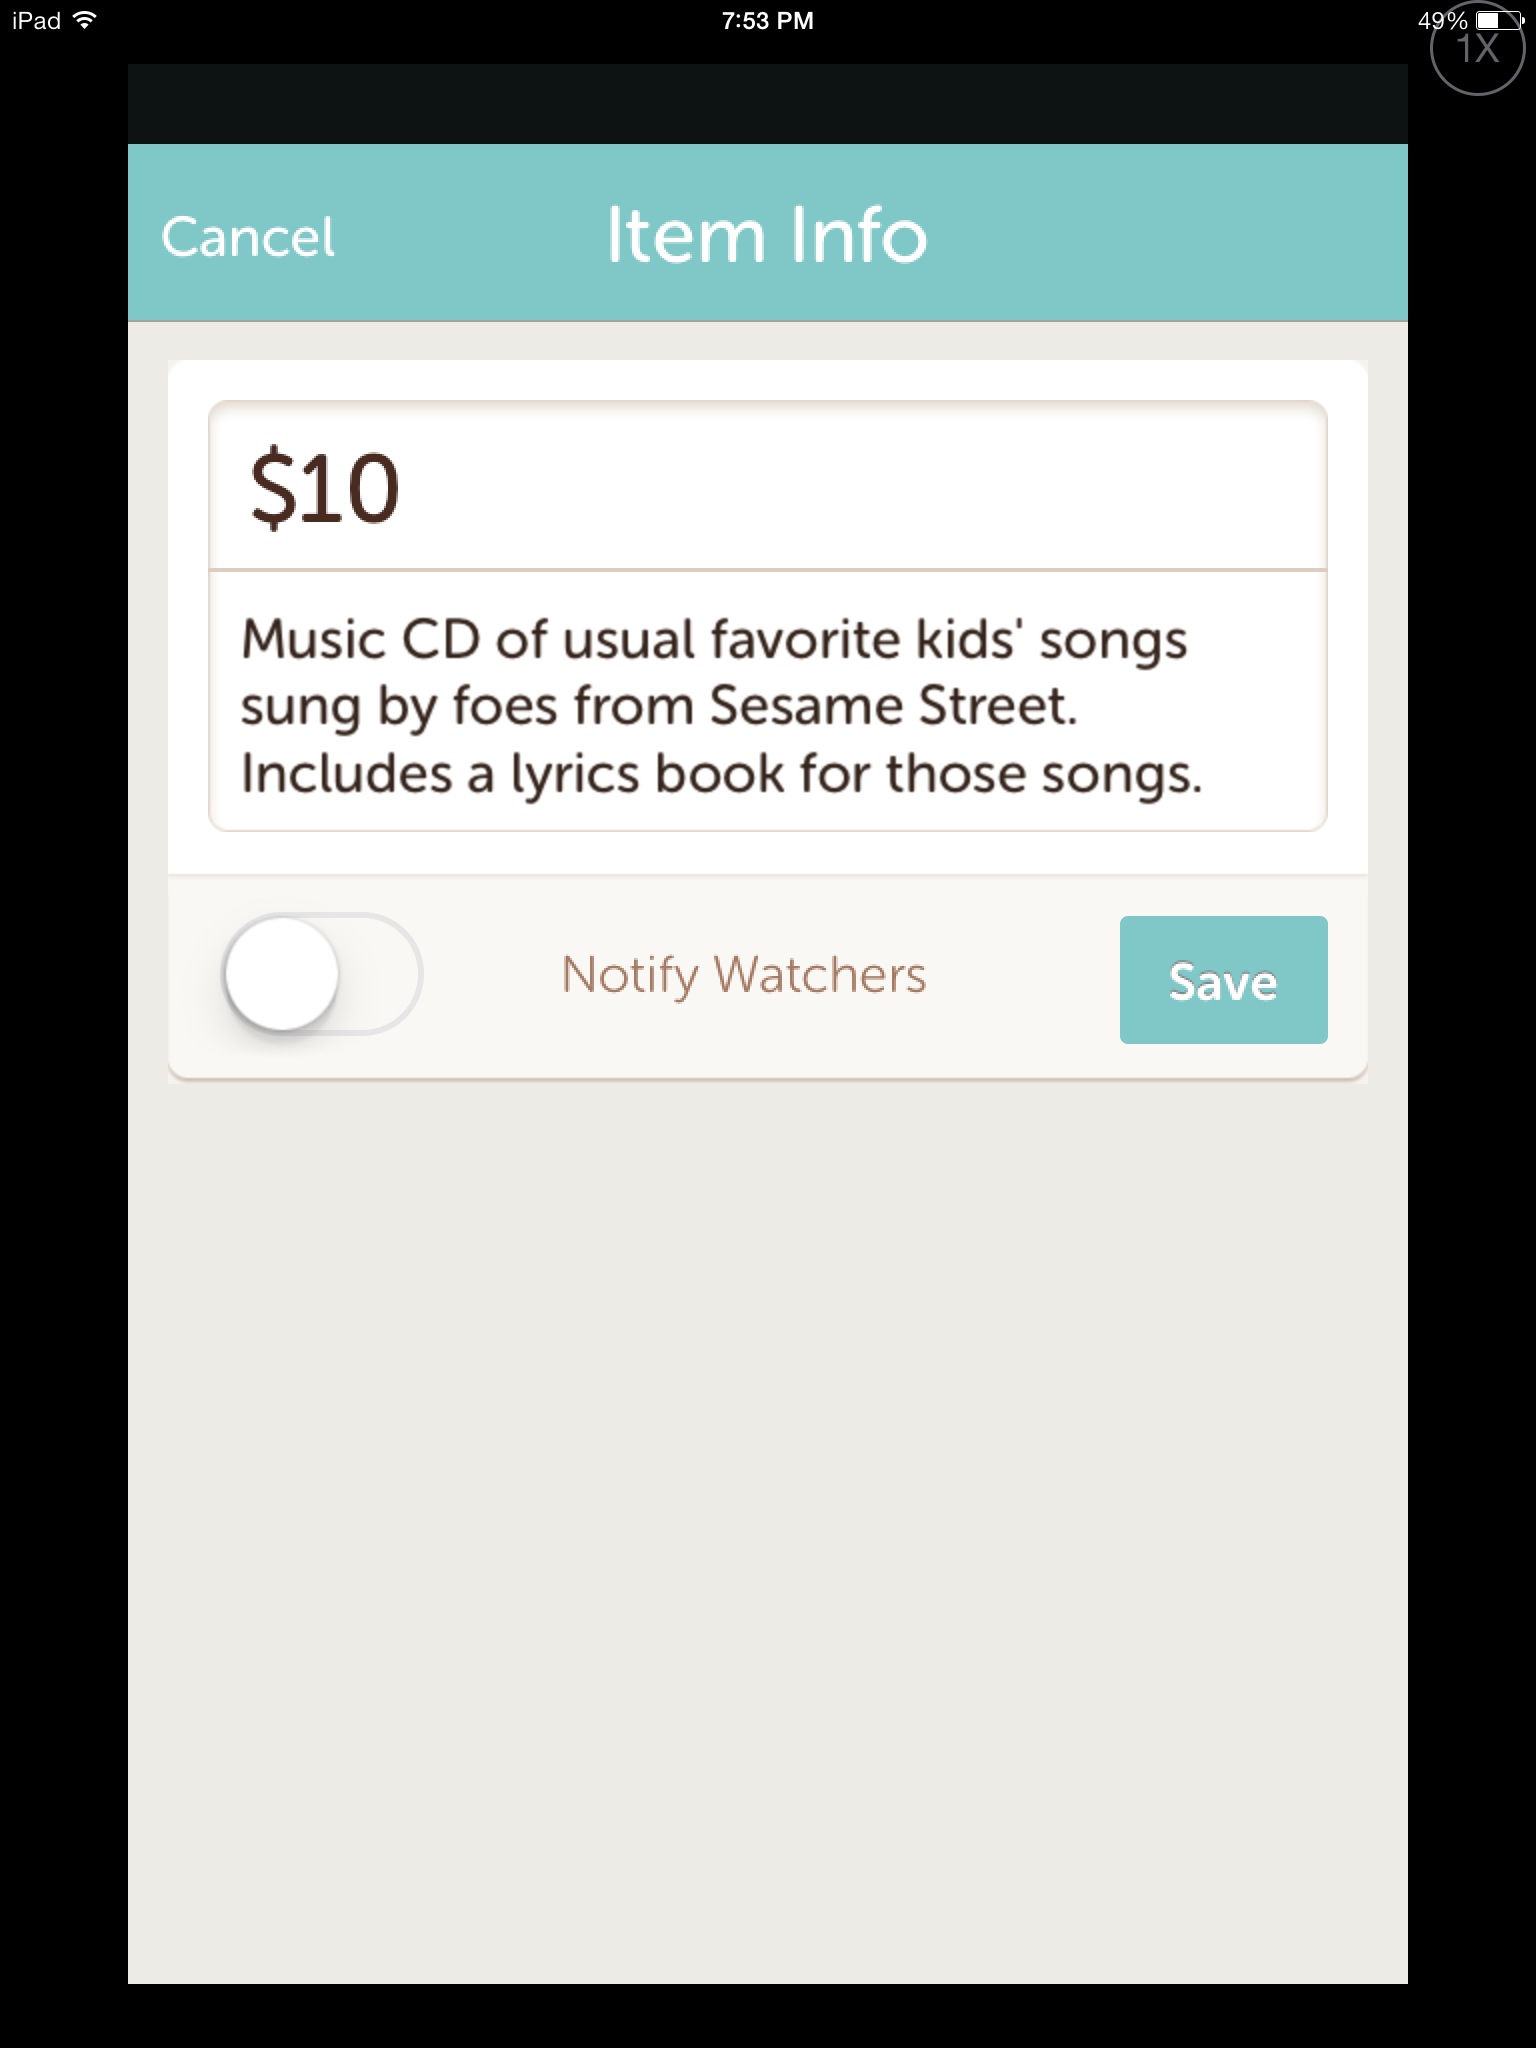 iPad 7:53 PM 49%
1X
Cancel Item Info
$10
Music CD of usual favorite kids' songs
sung by foes from Sesame Street.
Includes a lyrics book for those songs.
Notify Watchers Save